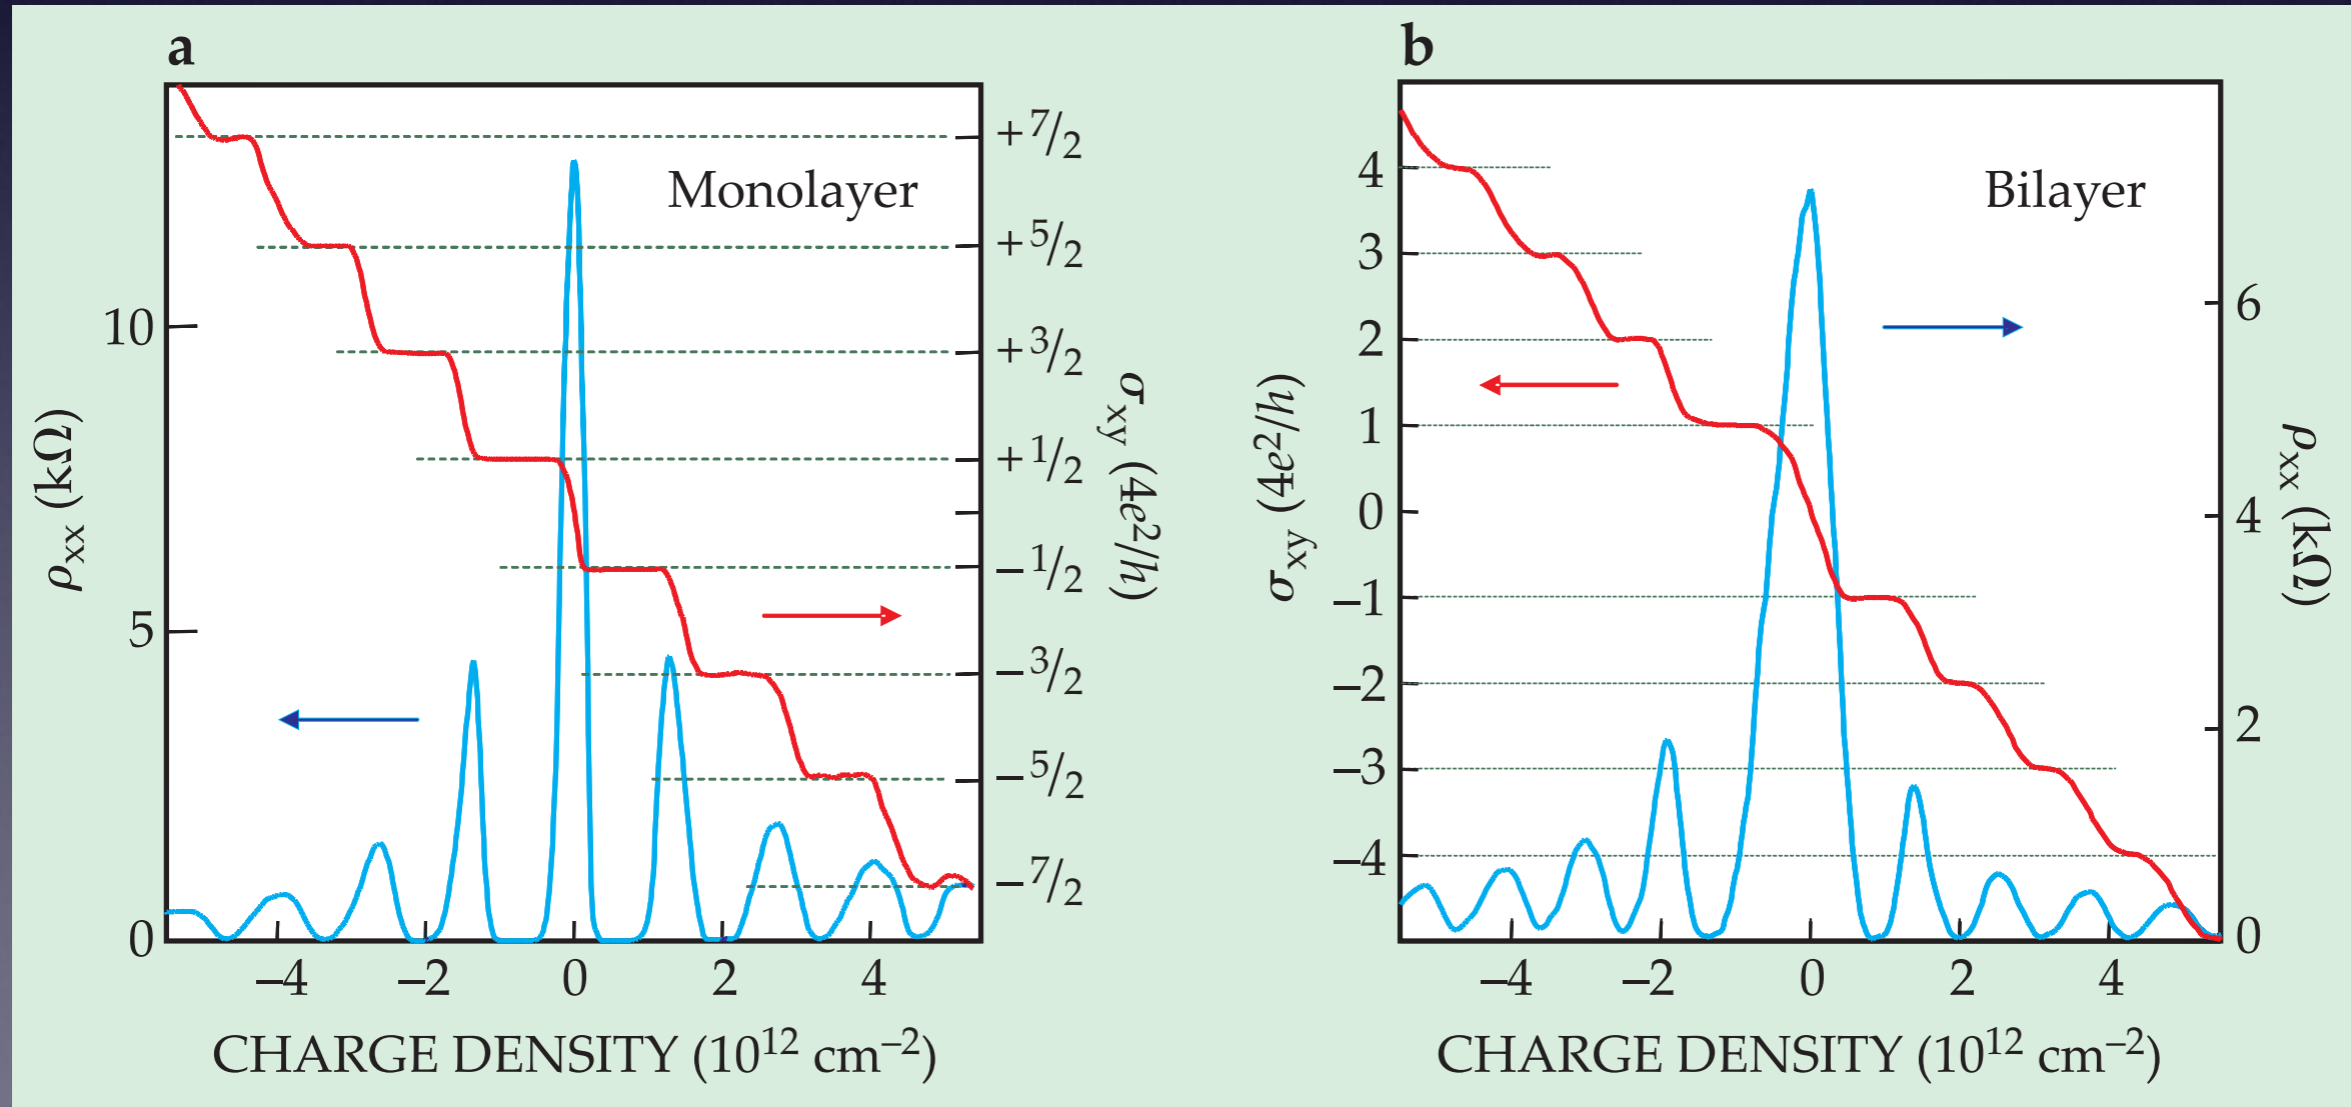 a
Monolayer
ρxx (kΩ)
10
5
0
+7/2
+5/2
+3/2
+1/2
−1/2
−3/2
−5/2
−7/2
σxy (4e²/h)
−4 −2 0 2 4
CHARGE DENSITY (10¹² cm⁻²)
b
Bilayer
σxy (4e²/h)
4
3
2
1
0
−1
−2
−3
−4
6
4
2
0
ρxx (kΩ)
−4 −2 0 2 4
CHARGE DENSITY (10¹² cm⁻²)